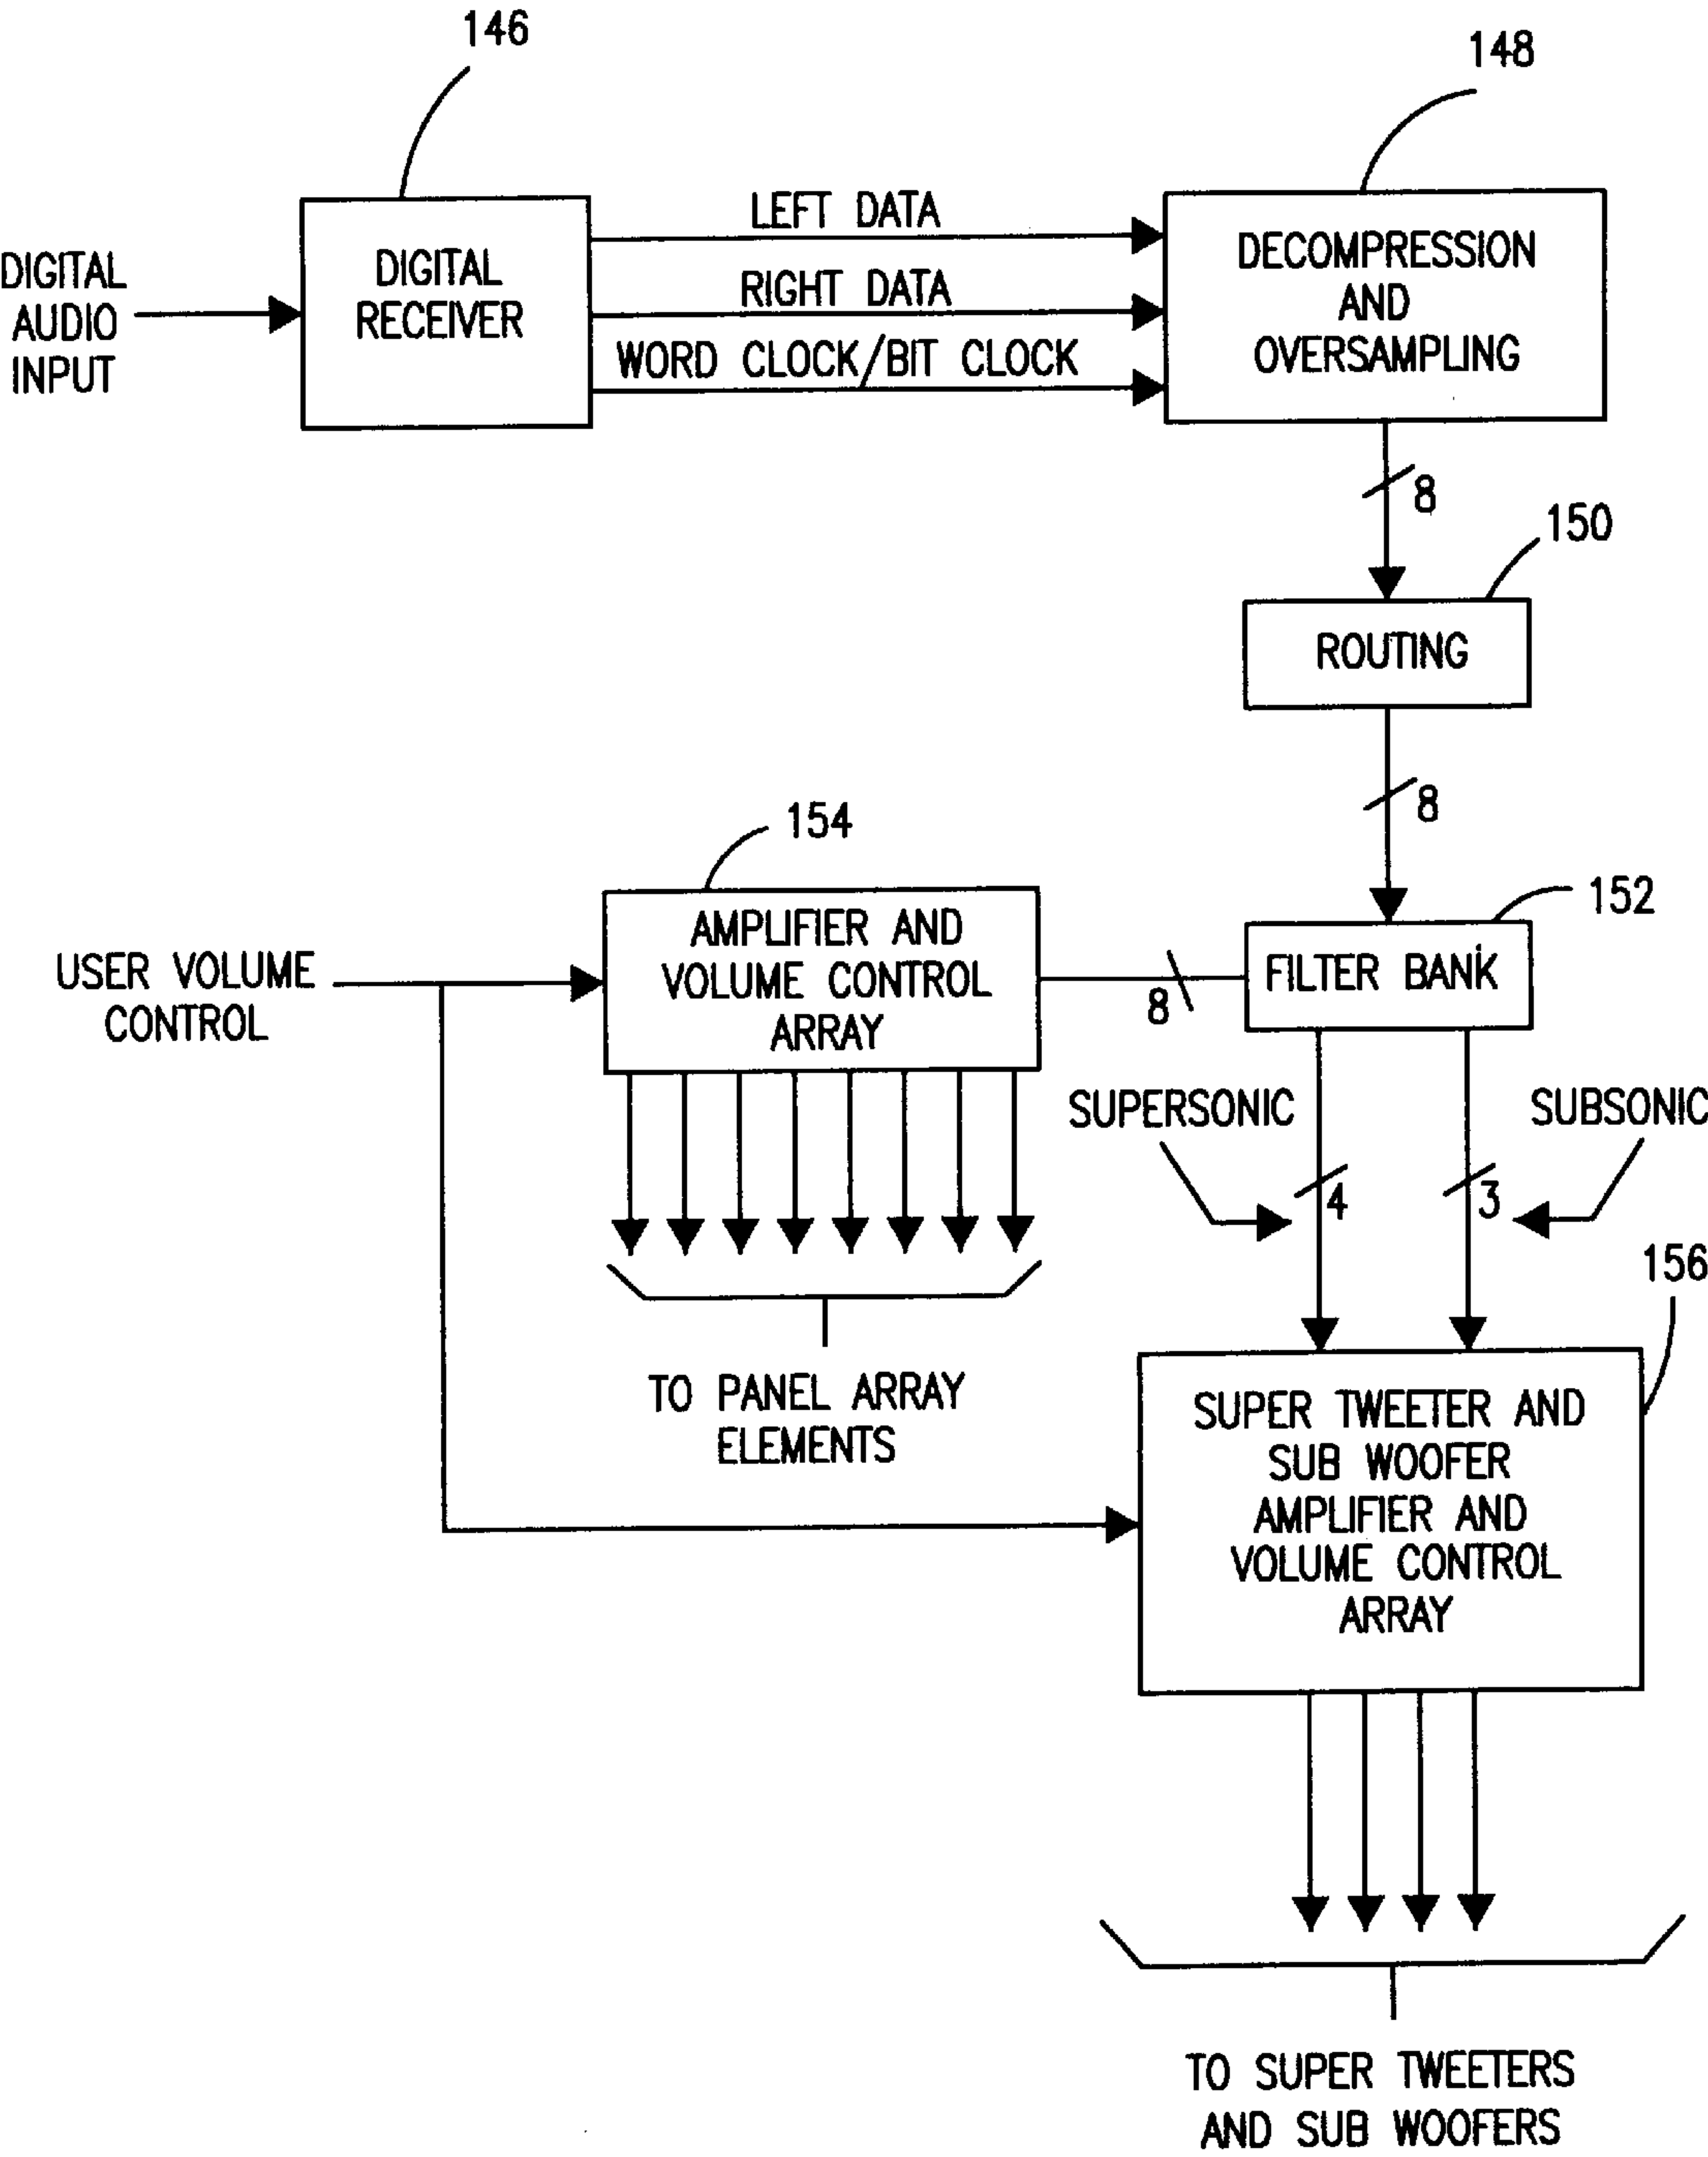 146
148
DIGITAL
AUDIO
INPUT
DIGITAL
RECEIVER
LEFT DATA
RIGHT DATA
WORD CLOCK/BIT CLOCK
DECOMPRESSION
AND
OVERSAMPLING
8
150
ROUTING
8
154
152
USER VOLUME
CONTROL
AMPLIFIER AND
VOLUME CONTROL
ARRAY
8
FILTER BANK
SUPERSONIC
SUBSONIC
4
3
156
TO PANEL ARRAY
ELEMENTS
SUPER TWEETER AND
SUB WOOFER
AMPLIFIER AND
VOLUME CONTROL
ARRAY
TO SUPER TWEETERS
AND SUB WOOFERS